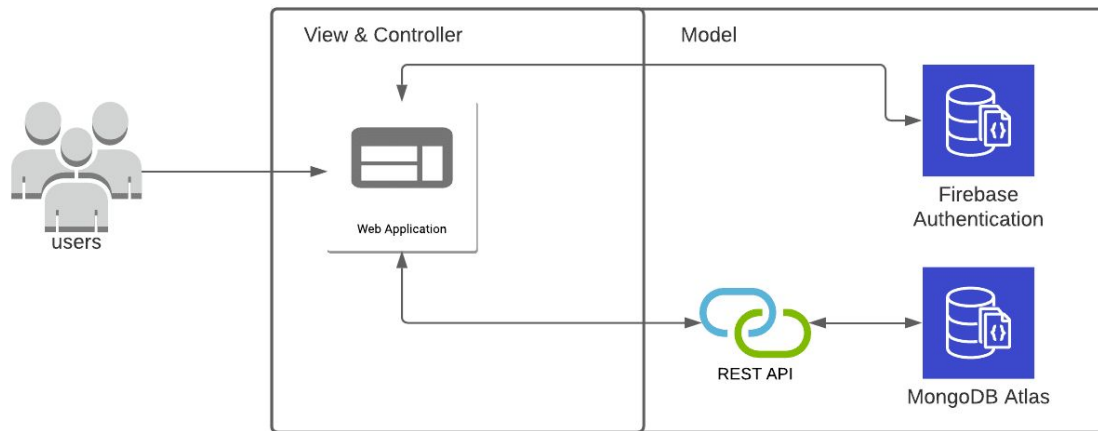 View & Controller
Model
users
Web Application
Firebase
Authentication
REST API
MongoDB Atlas